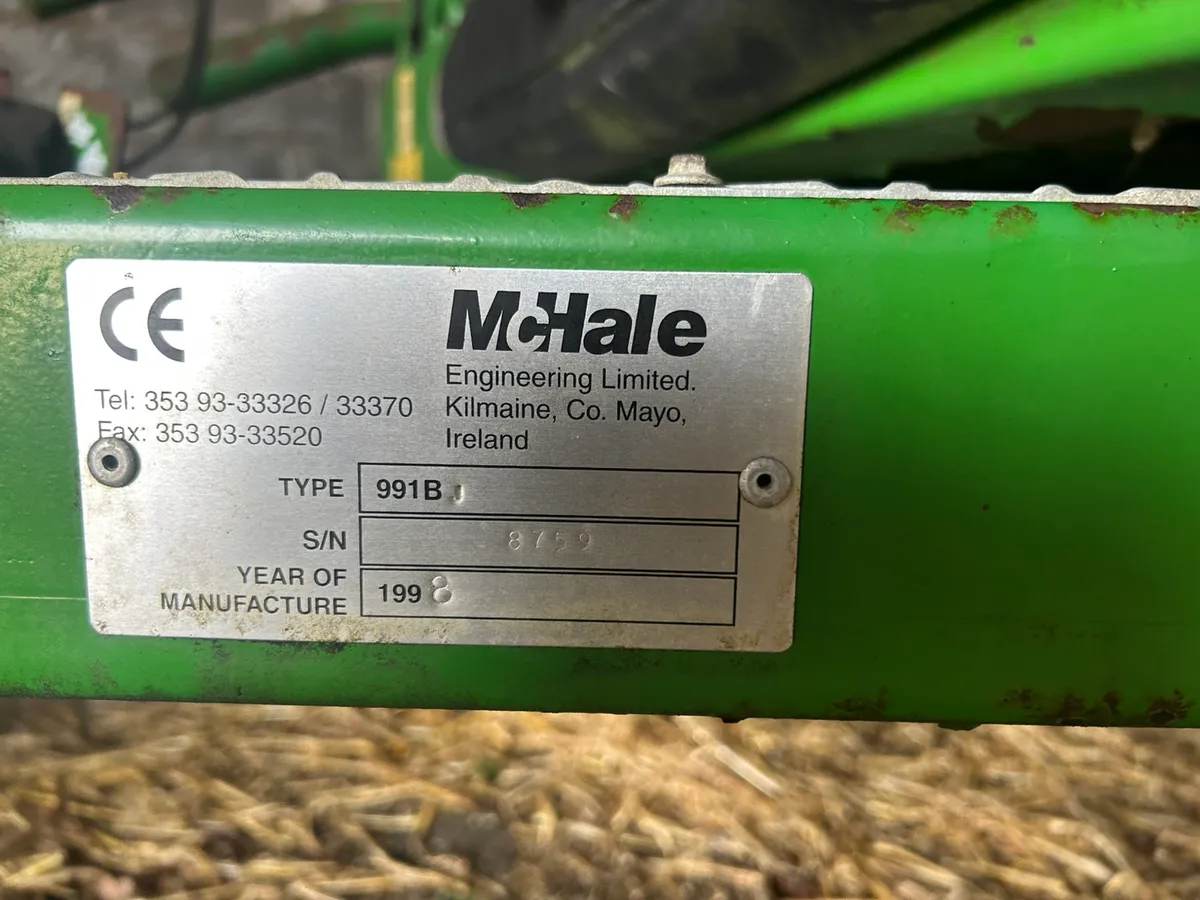 CE
McHale
Engineering Limited.
Kilmaine, Co. Mayo,
Ireland
Tel: 353 93-33326 / 33370
Fax: 353 93-33520
TYPE 991B J
S/N 8759
YEAR OF
MANUFACTURE 1998